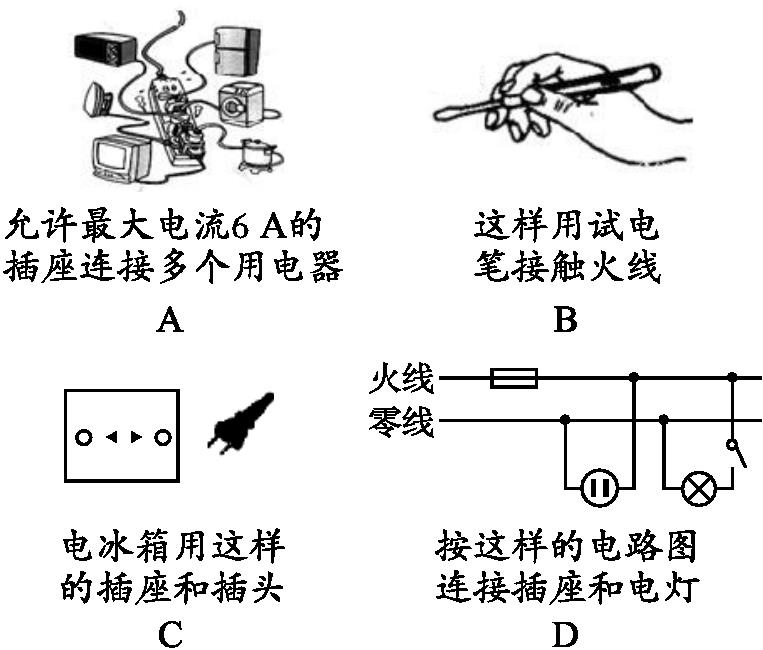 允许最大电流6 A的
插座连接多个用电器
A
这样用试电
笔接触火线
B
电冰箱用这样
的插座和插头
C
火线
零线
按这样的电路图
连接插座和电灯
D